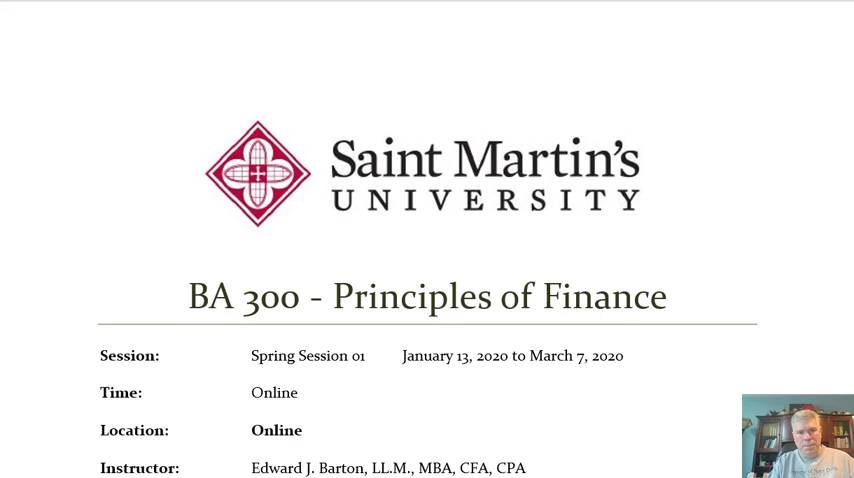 Saint Martin's
UNIVERSITY
BA 300 - Principles of Finance
Session: Spring Session 01 January 13, 2020 to March 7, 2020
Time: Online
Location: Online
Instructor: Edward J. Barton, LL.M., MBA, CFA, CPA